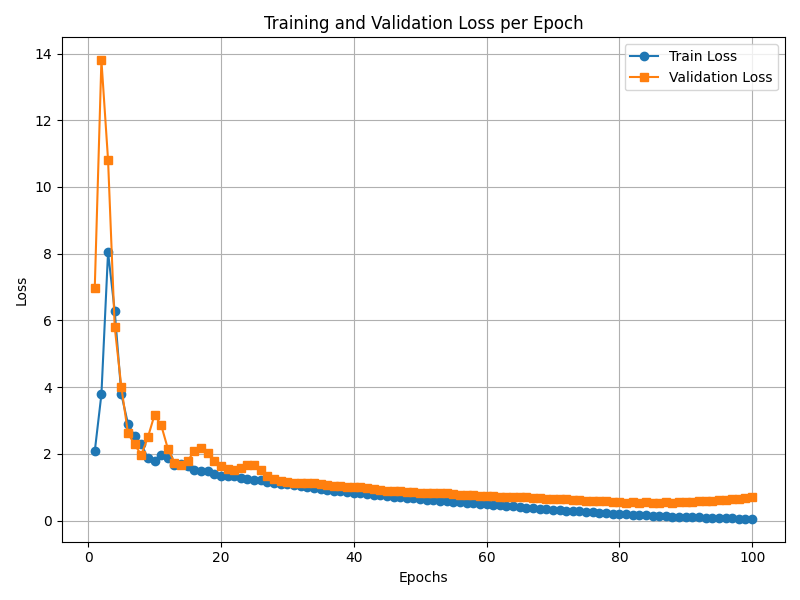 Training and Validation Loss per Epoch
Train Loss
Validation Loss
14
12
10
8
6
4
2
0
Loss
0 20 40 60 80 100
Epochs